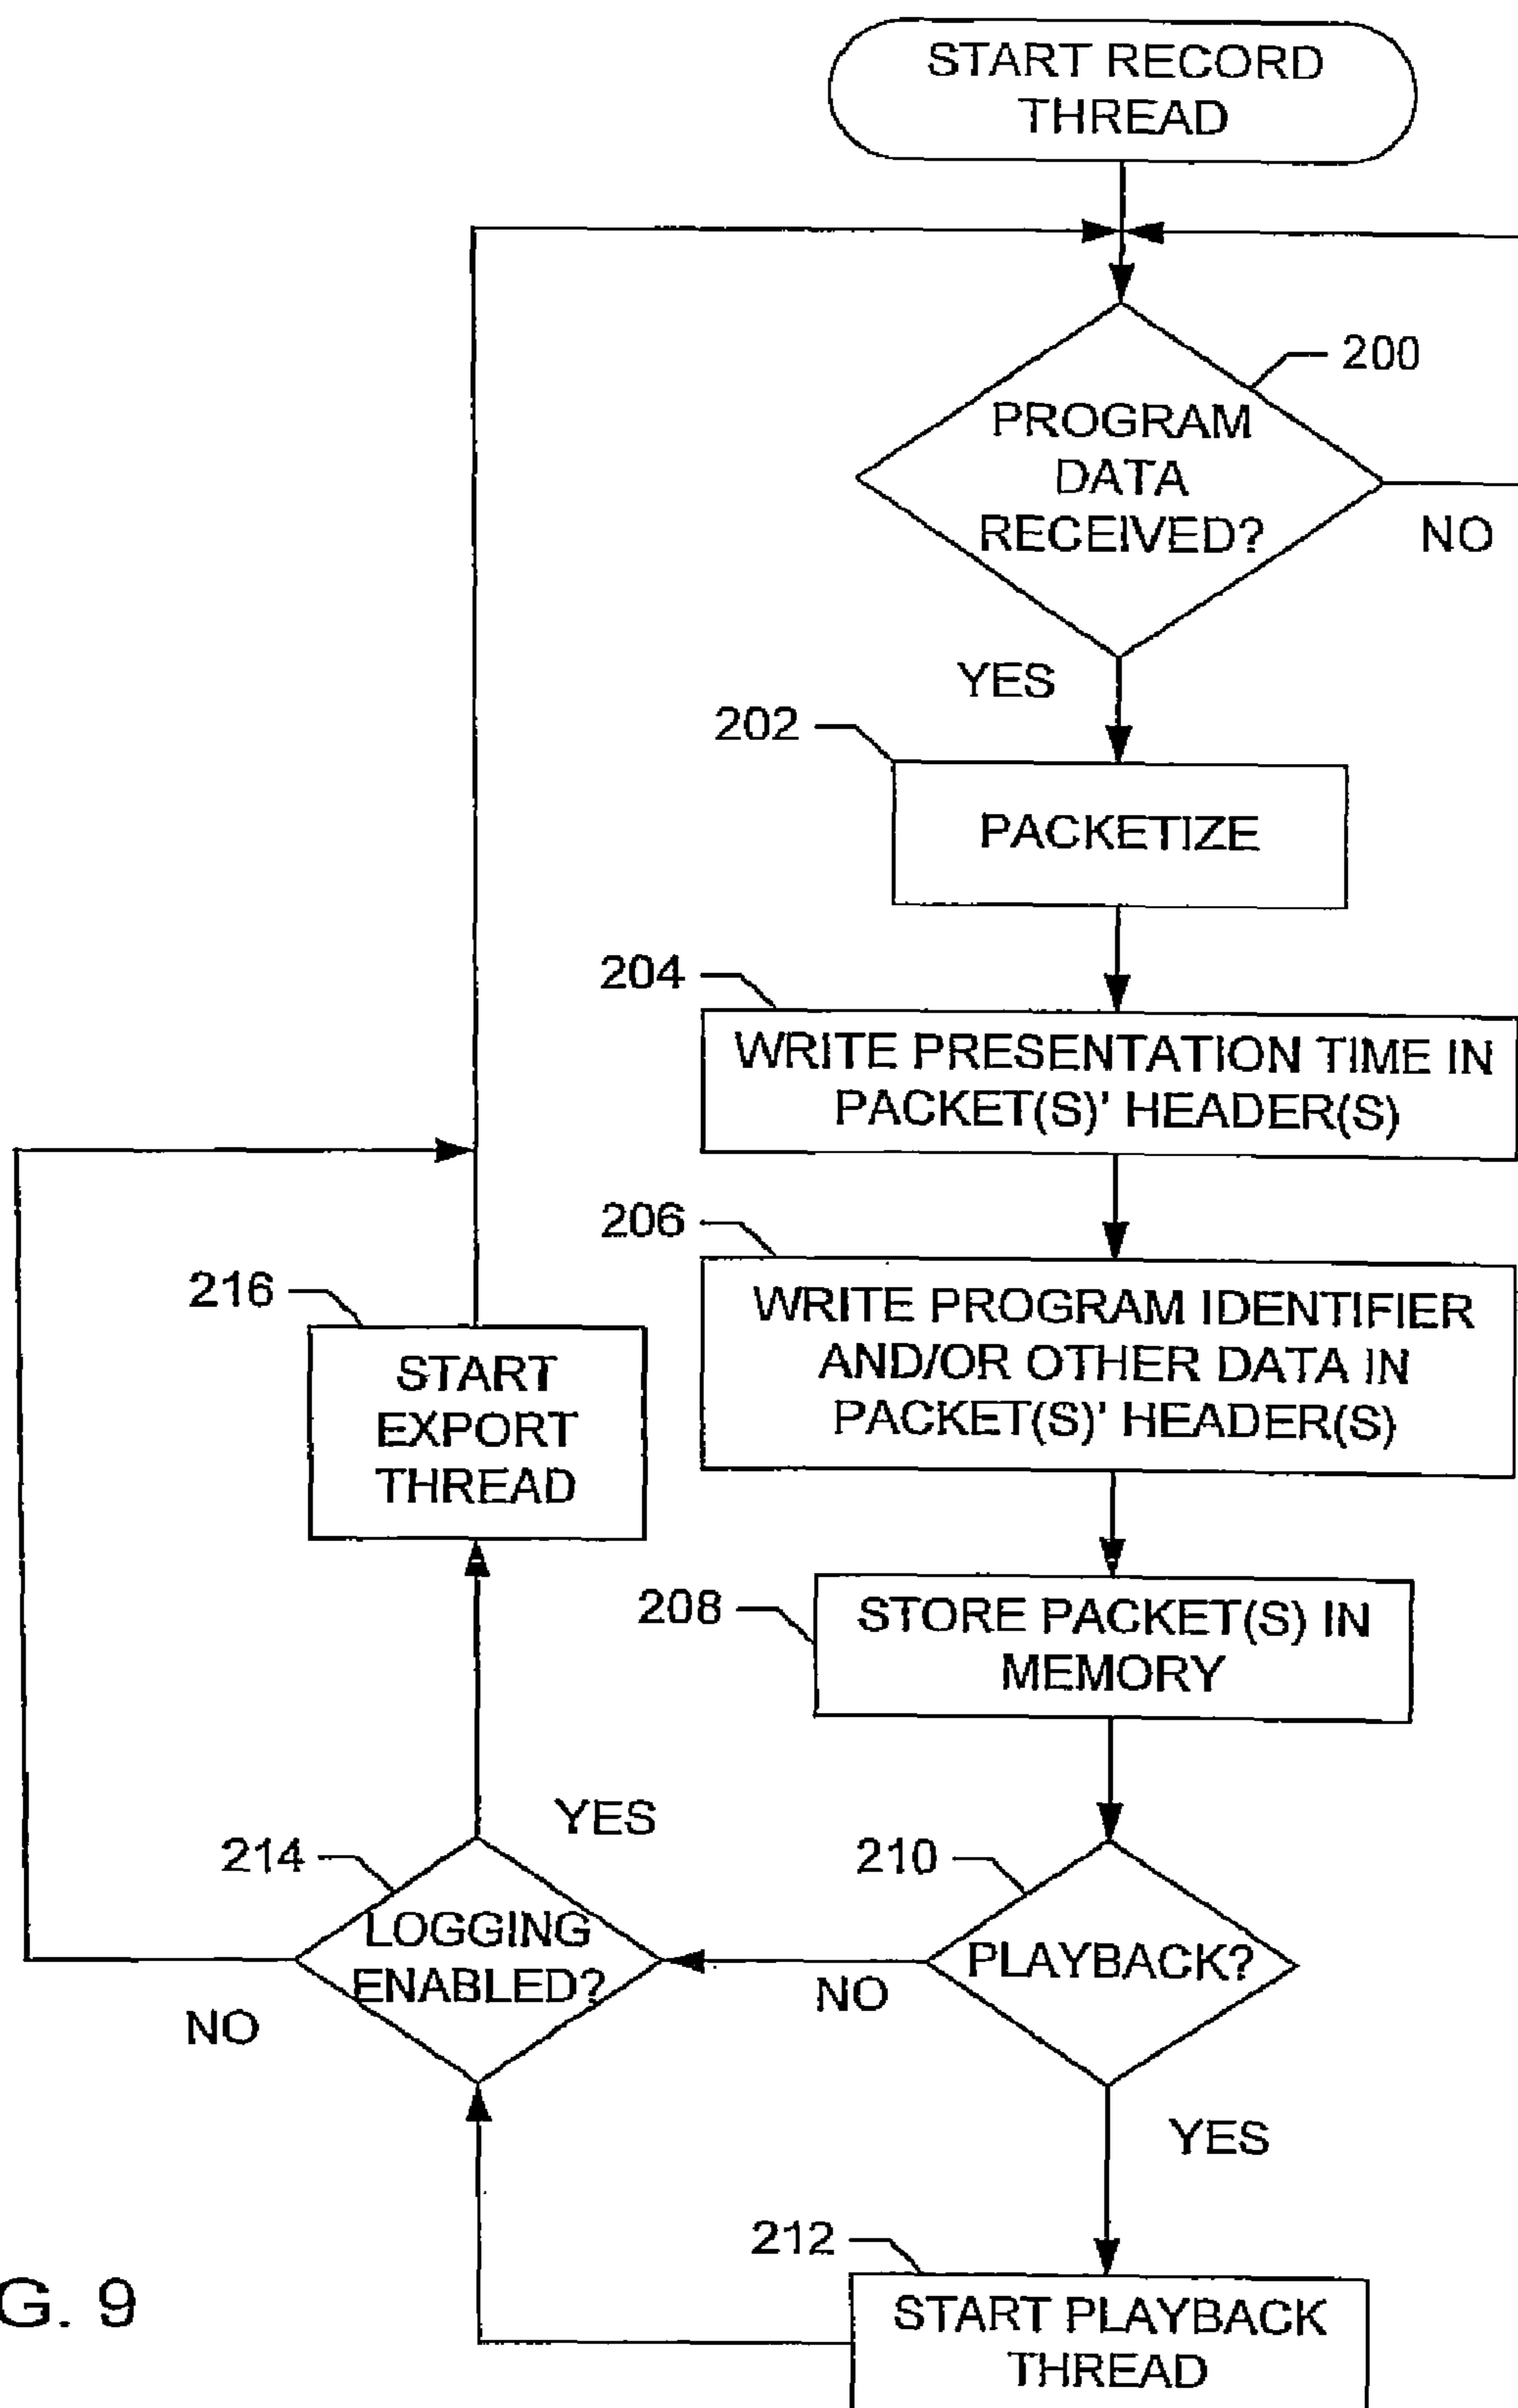 START RECORD
THREAD
200
PROGRAM
DATA
RECEIVED?
NO
YES
202
PACKETIZE
204
WRITE PRESENTATION TIME IN
PACKET(S)' HEADER(S)
206
WRITE PROGRAM IDENTIFIER
AND/OR OTHER DATA IN
PACKET(S)' HEADER(S)
216
START
EXPORT
THREAD
208
STORE PACKET(S) IN
MEMORY
YES
214
LOGGING
ENABLED?
NO
210
PLAYBACK?
NO
YES
212
START PLAYBACK
THREAD
G. 9